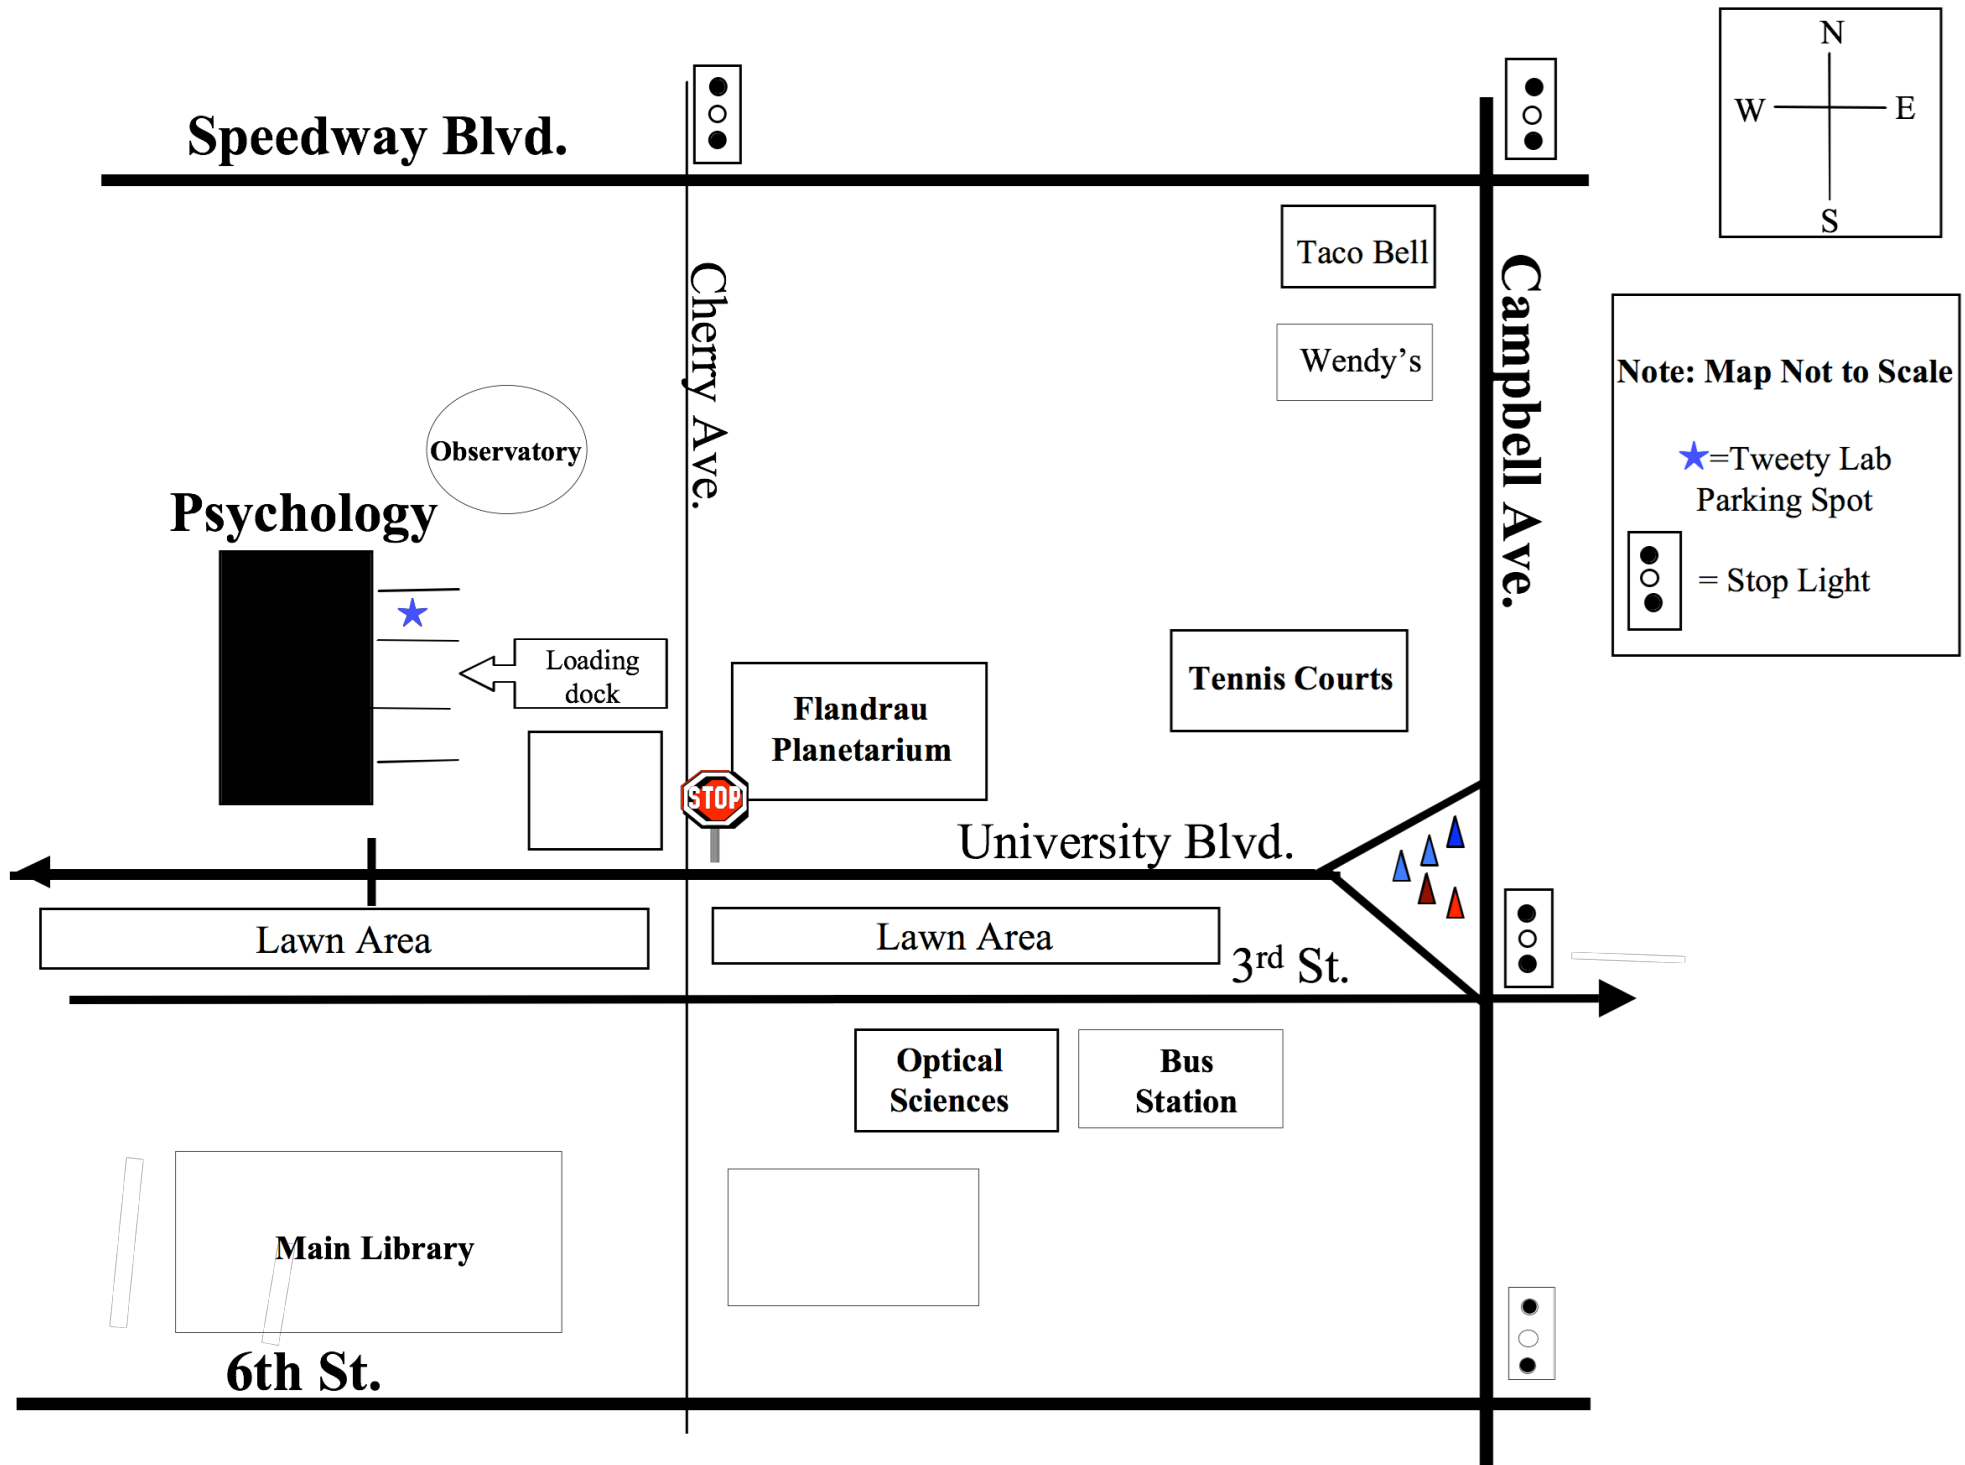 N
W E
S
Speedway Blvd.
Taco Bell
Cherry Ave.
Campbell Ave.
Wendy’s
Note: Map Not to Scale
=Tweety Lab
Parking Spot
= Stop Light
Observatory
Psychology
Loading
dock
Flandrau
Planetarium
Tennis Courts
STOP
University Blvd.
Lawn Area
Lawn Area
3rd St.
Optical
Sciences
Bus
Station
Main Library
6th St.